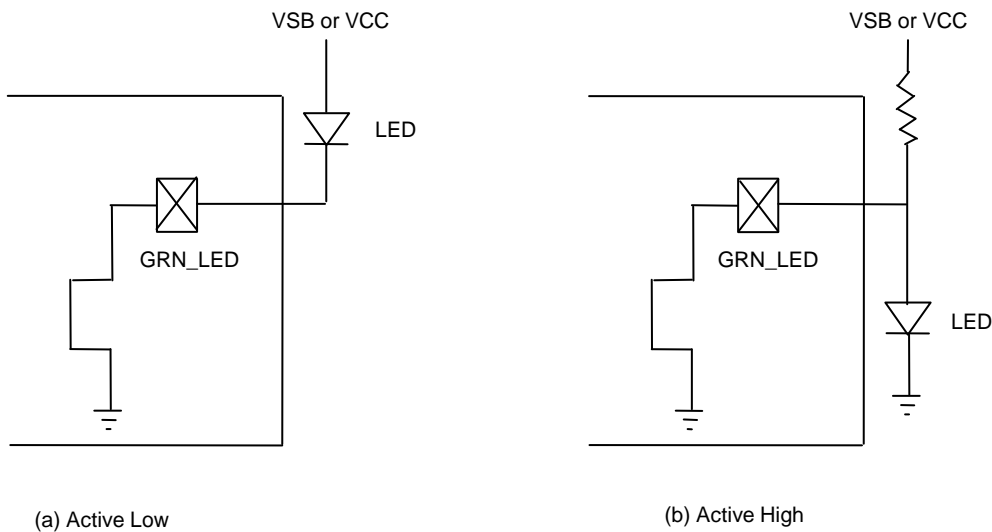 VSB or VCC
LED
GRN_LED
(a) Active Low
VSB or VCC
GRN_LED
LED
(b) Active High